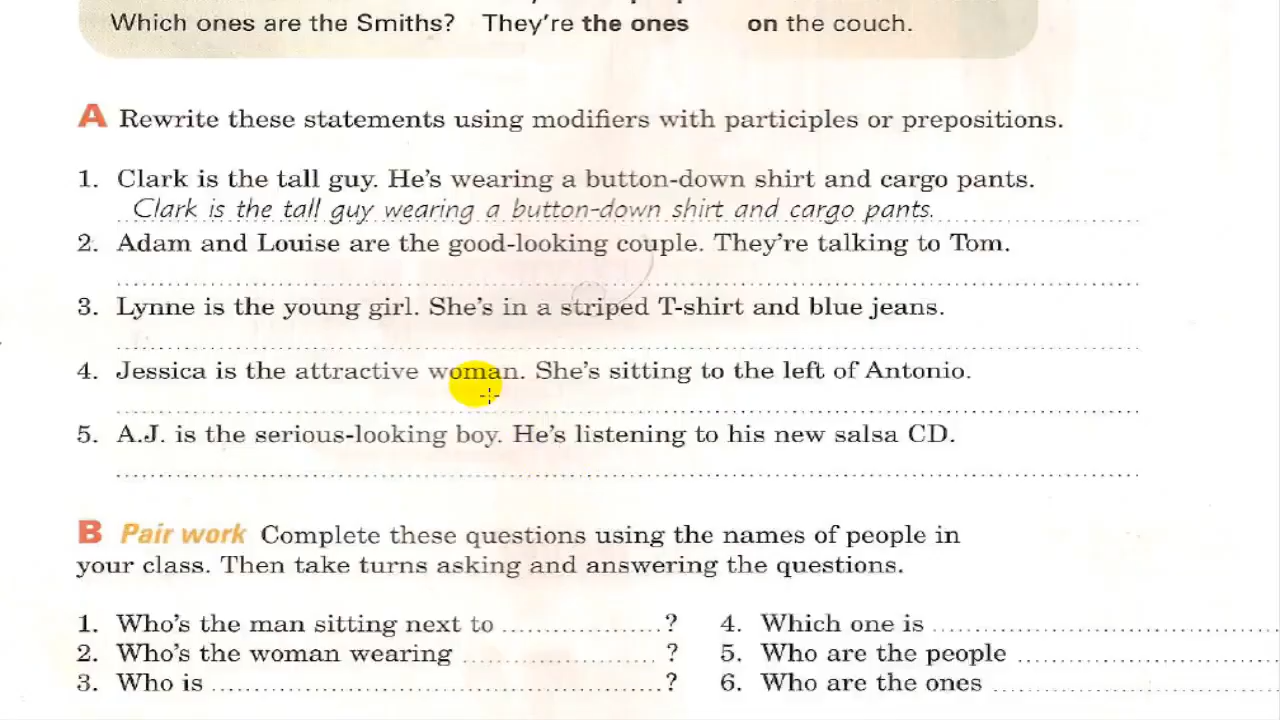 Which ones are the Smiths? They're the ones on the couch.
A Rewrite these statements using modifiers with participles or prepositions.
1. Clark is the tall guy. He's wearing a button-down shirt and cargo pants.
Clark is the tall guy wearing a button-down shirt and cargo pants.
2. Adam and Louise are the good-looking couple. They're talking to Tom.
3. Lynne is the young girl. She's in a striped T-shirt and blue jeans.
4. Jessica is the attractive woman. She's sitting to the left of Antonio.
5. A.J. is the serious-looking boy. He's listening to his new salsa CD.
B Pair work Complete these questions using the names of people in
your class. Then take turns asking and answering the questions.
1. Who's the man sitting next to ..................?
2. Who's the woman wearing ..................... ?
3. Who is ..................................................?
4. Which one is ......................................
5. Who are the people .............................
6. Who are the ones ................................